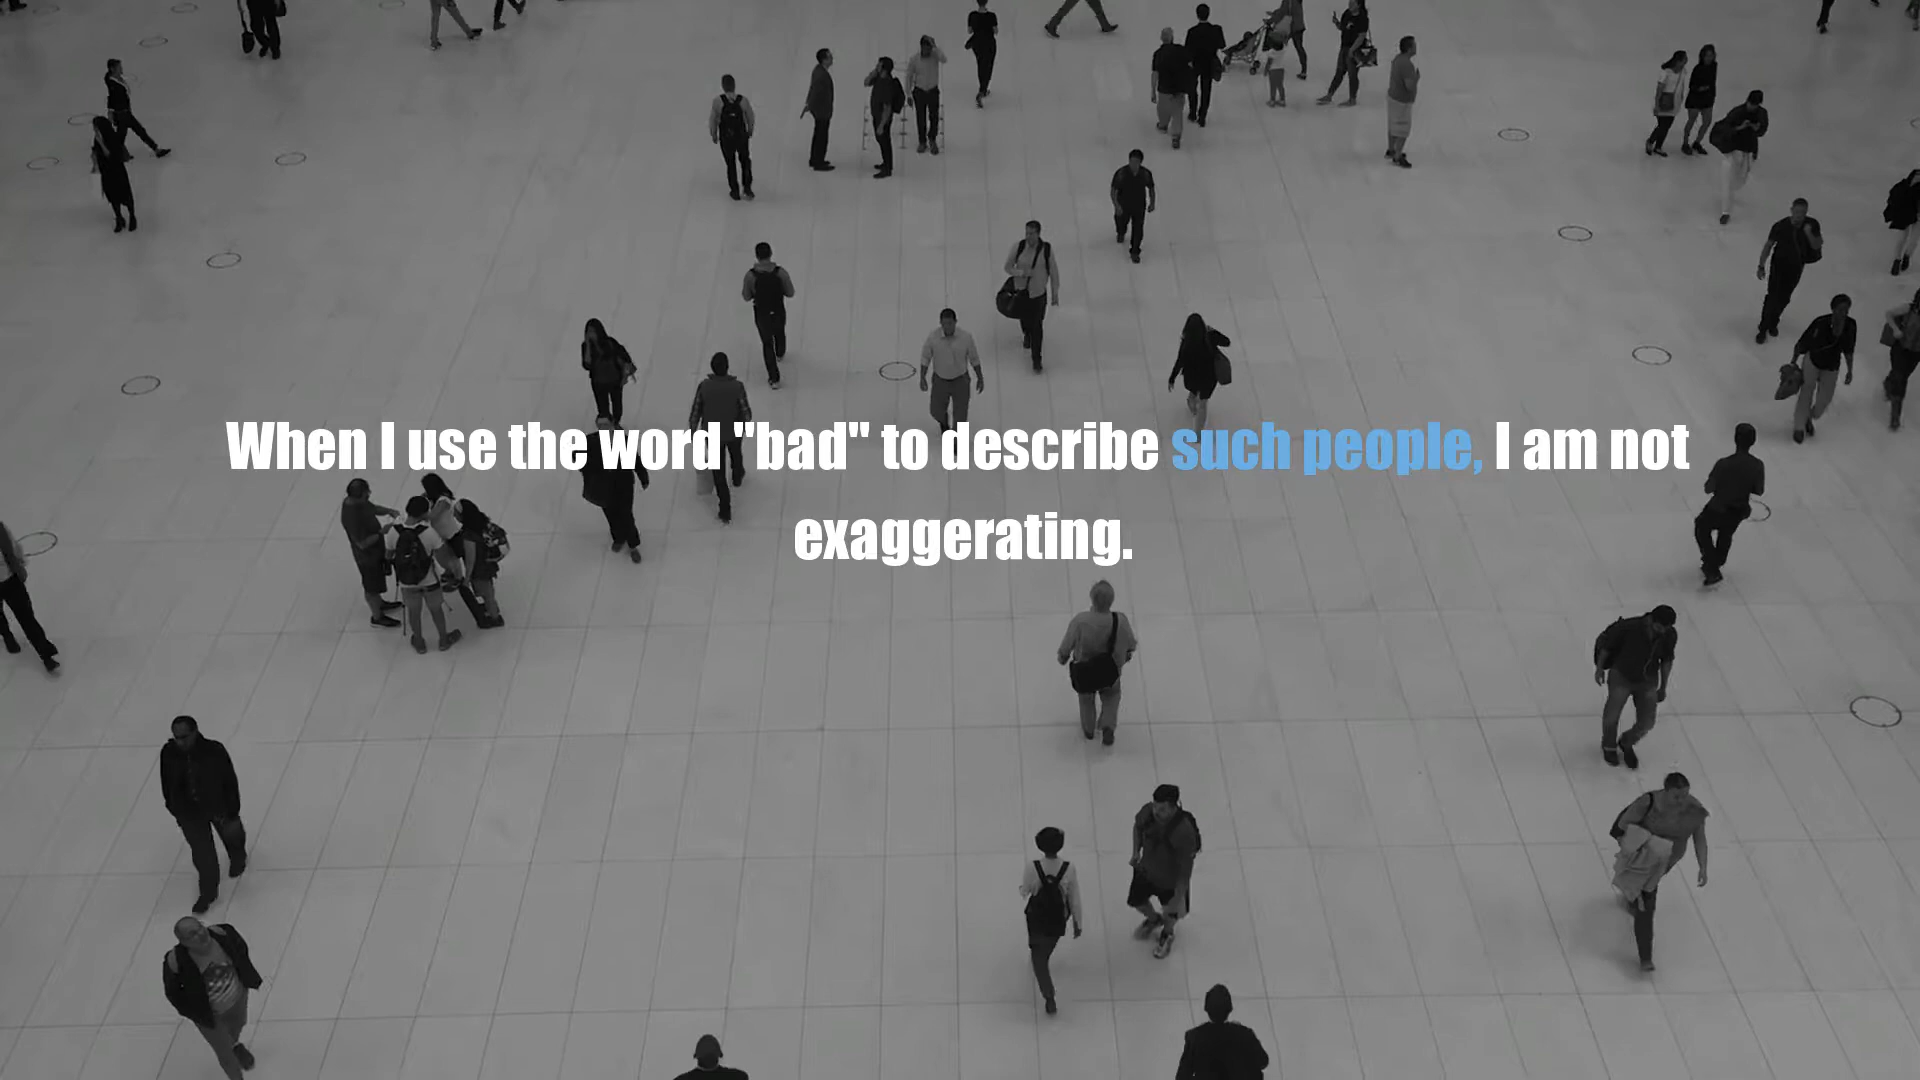 When I use the word "bad" to describe such people, I am not
exaggerating.